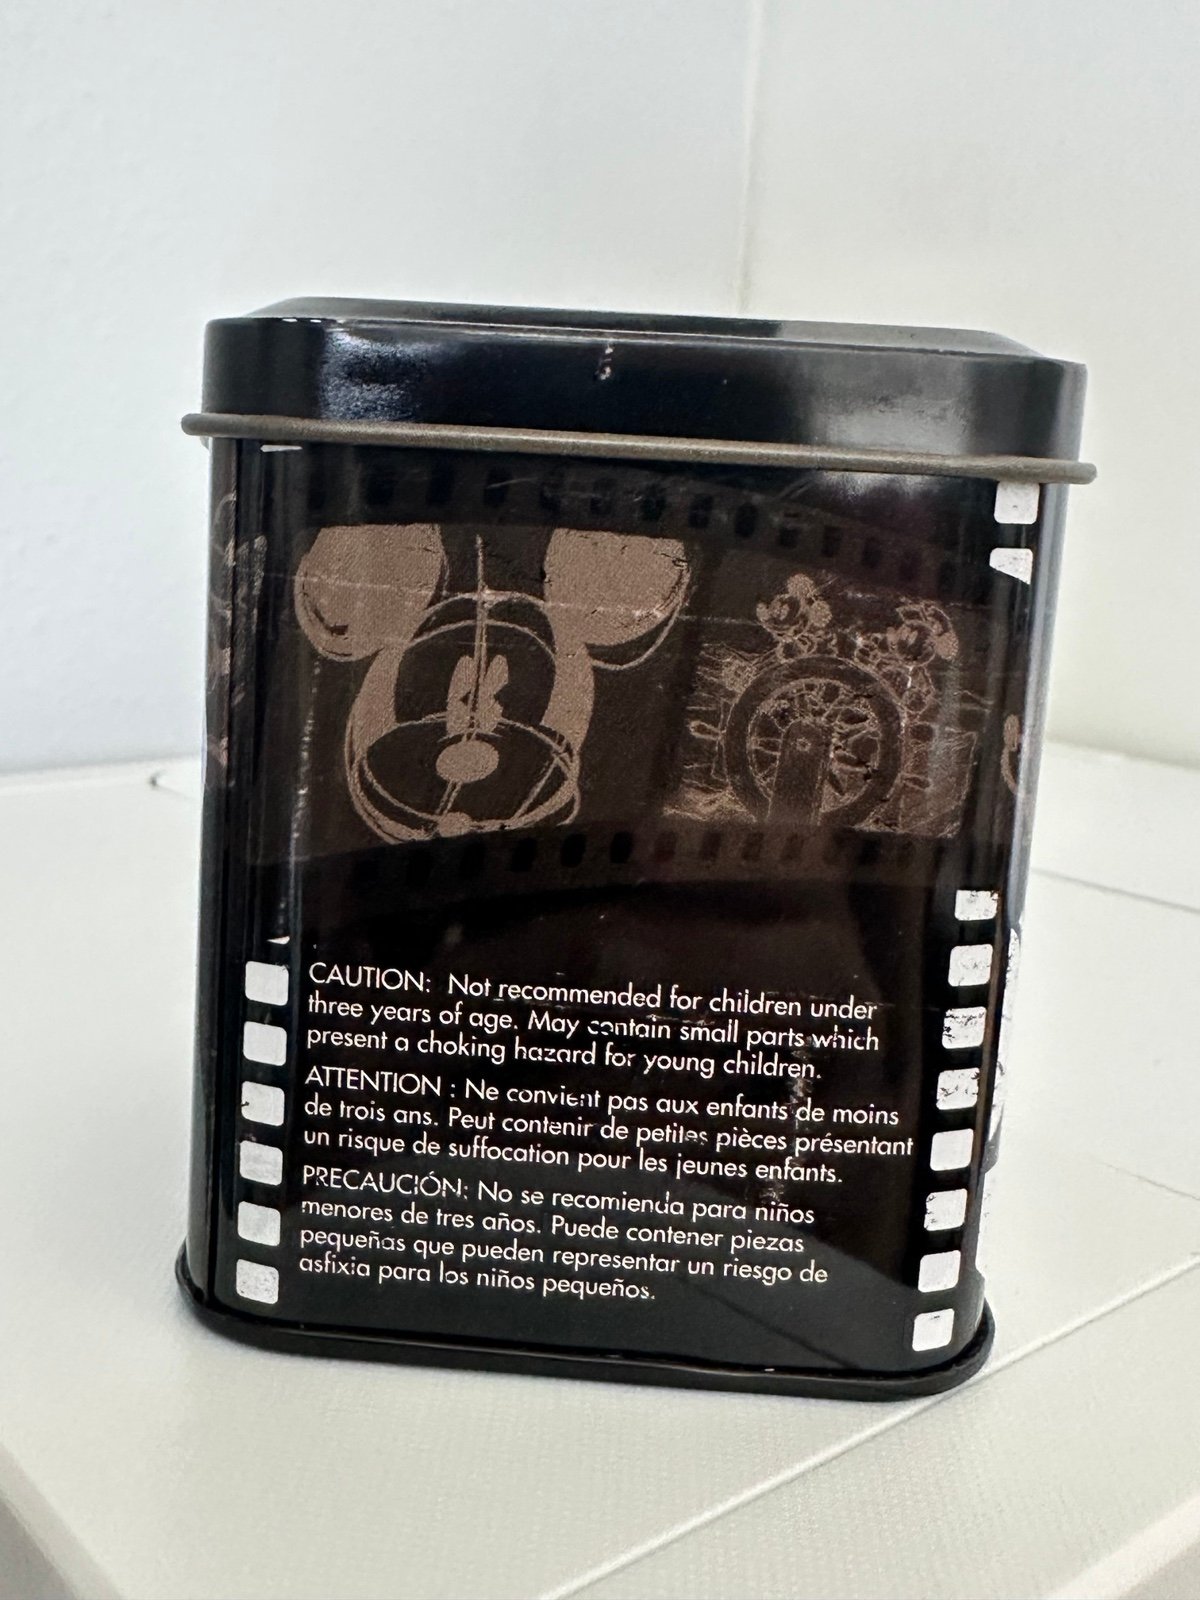 CAUTION: Not recommended for children under
three years of age. May contain small parts which
present a choking hazard for young children.
ATTENTION : Ne convient pas aux enfants de moins
de trois ans. Peut contenir de petites pièces présentant
un risque de suffocation pour les jeunes enfants.
PRECAUCIÓN: No se recomienda para niños
menores de tres años. Puede contener piezas
pequeñas que pueden representar un riesgo de
asfixia para los niños pequeños.